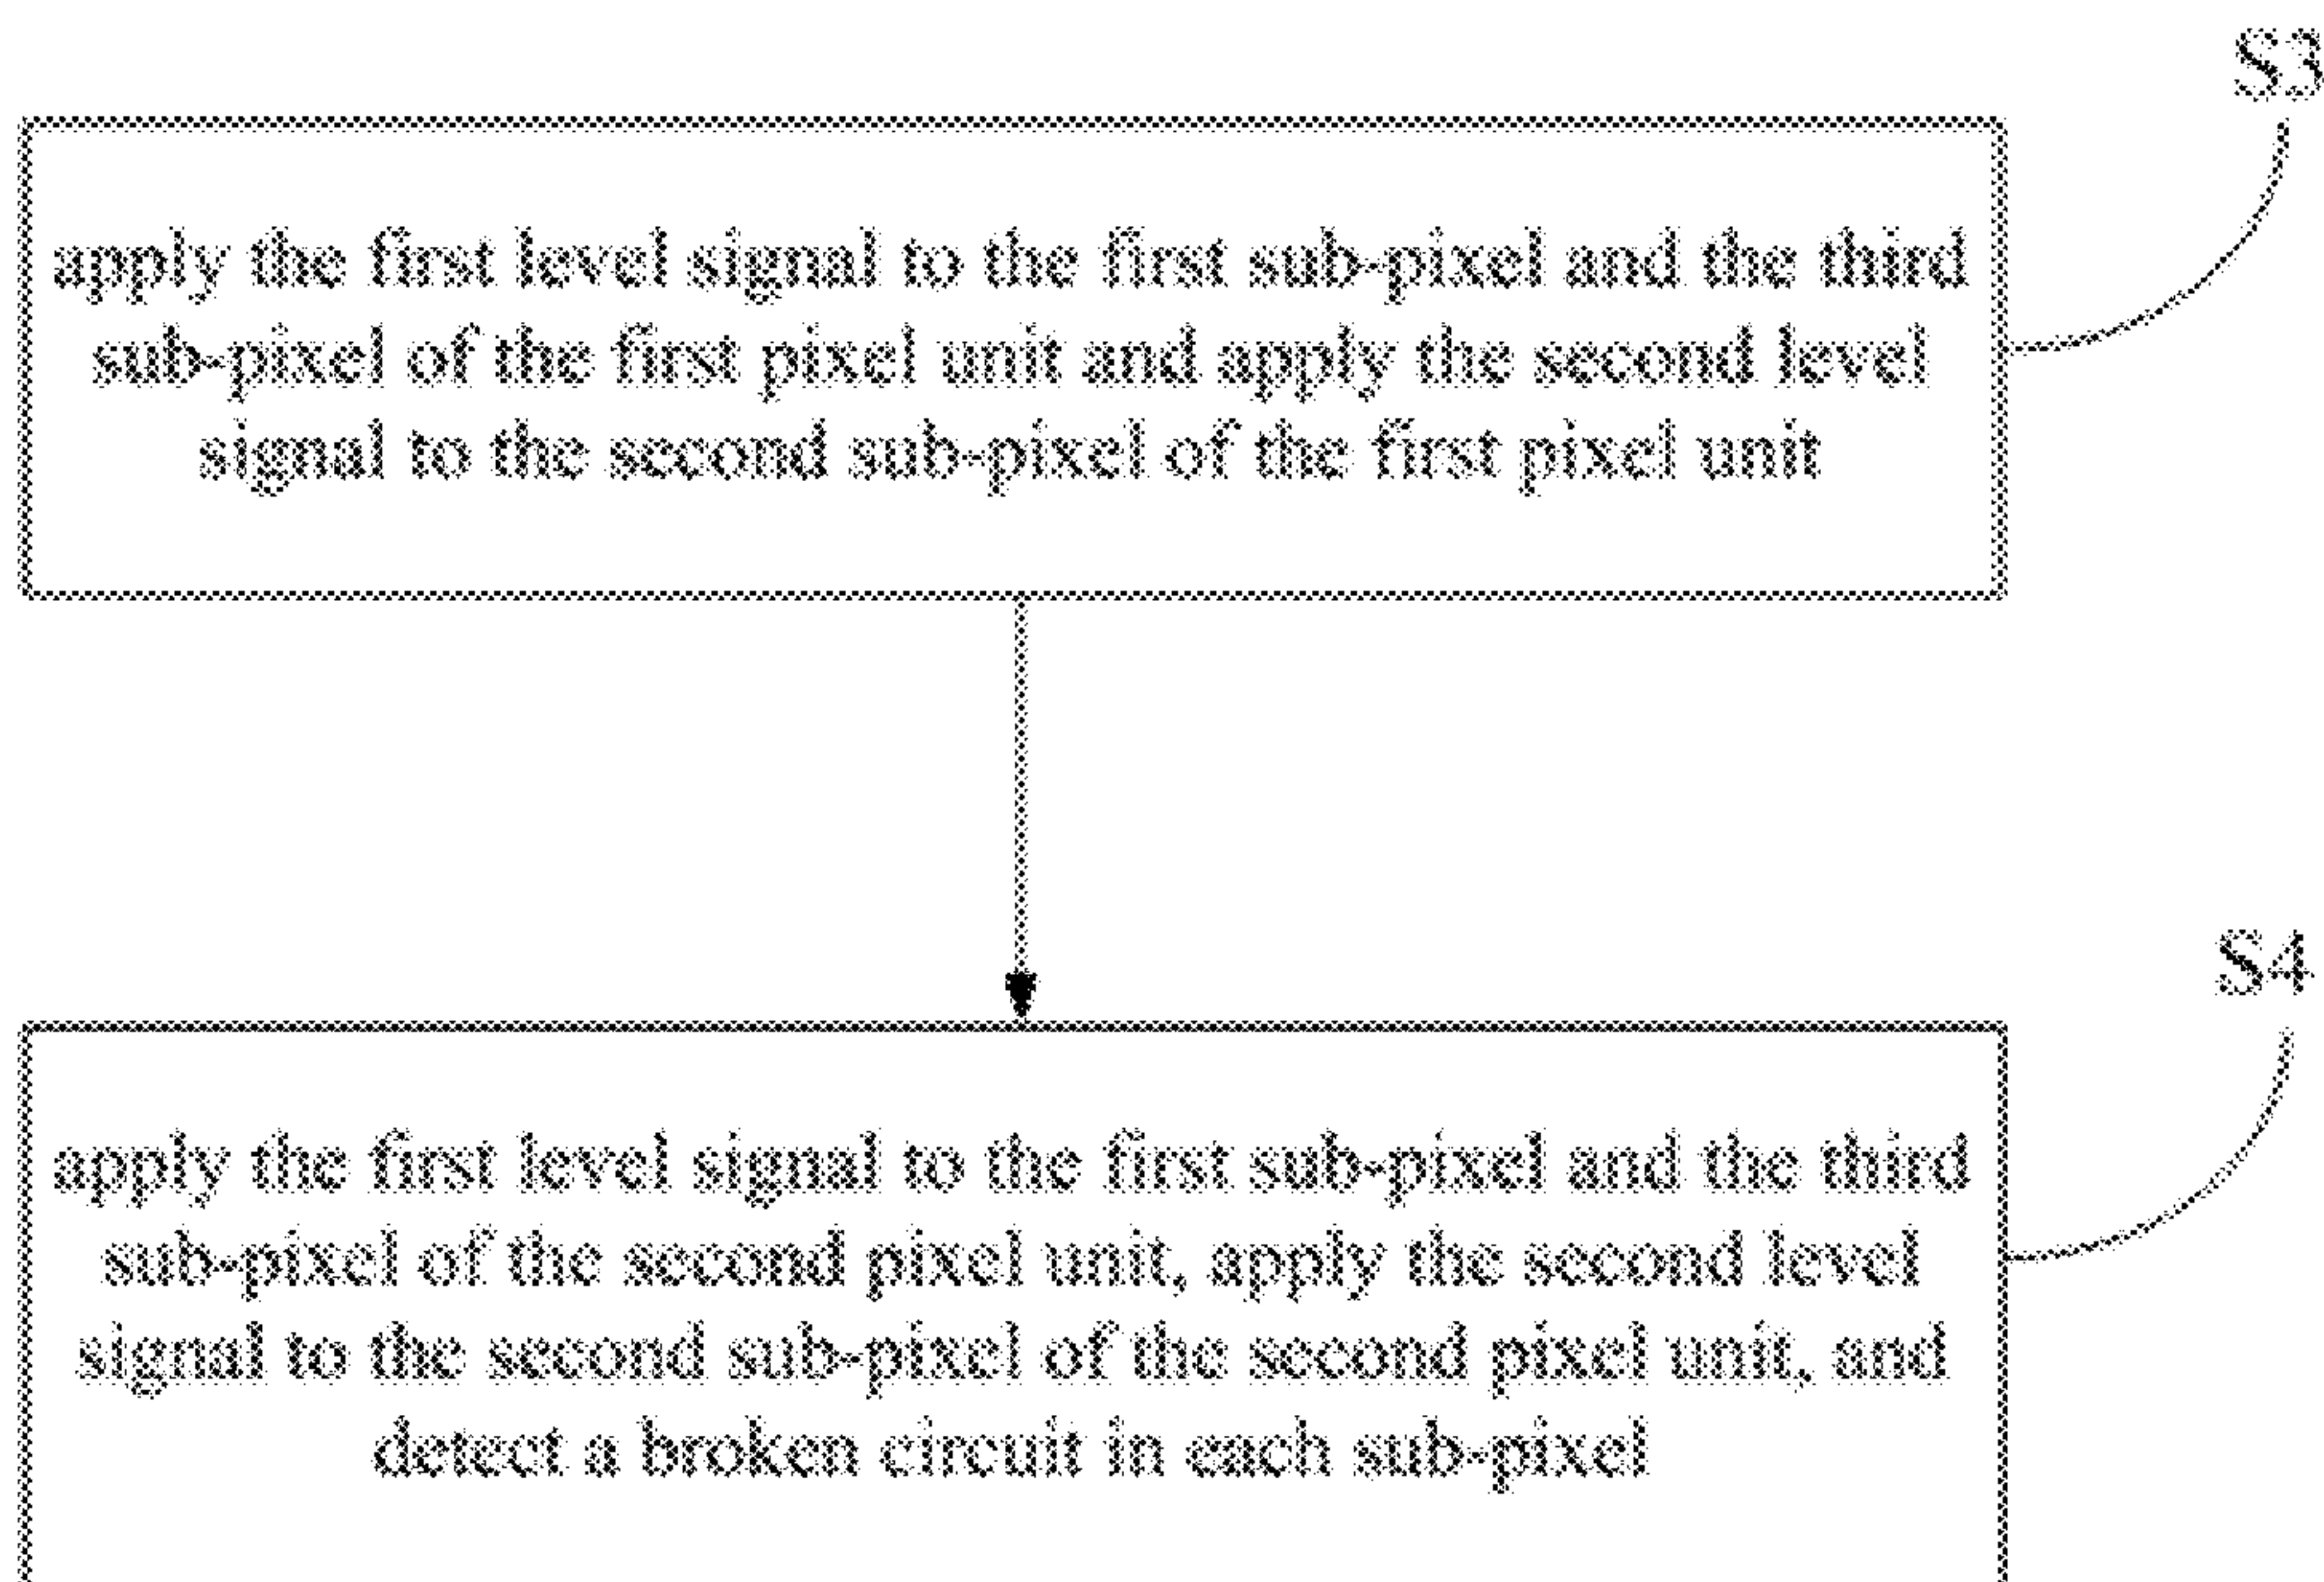 S3
apply the first level signal to the first sub-pixel and the third
sub-pixel of the first pixel unit and apply the second level
signal to the second sub-pixel of the first pixel unit
S4
apply the first level signal to the first sub-pixel and the third
sub-pixel of the second pixel unit, apply the second level
signal to the second sub-pixel of the second pixel unit, and
detect a broken circuit in each sub-pixel